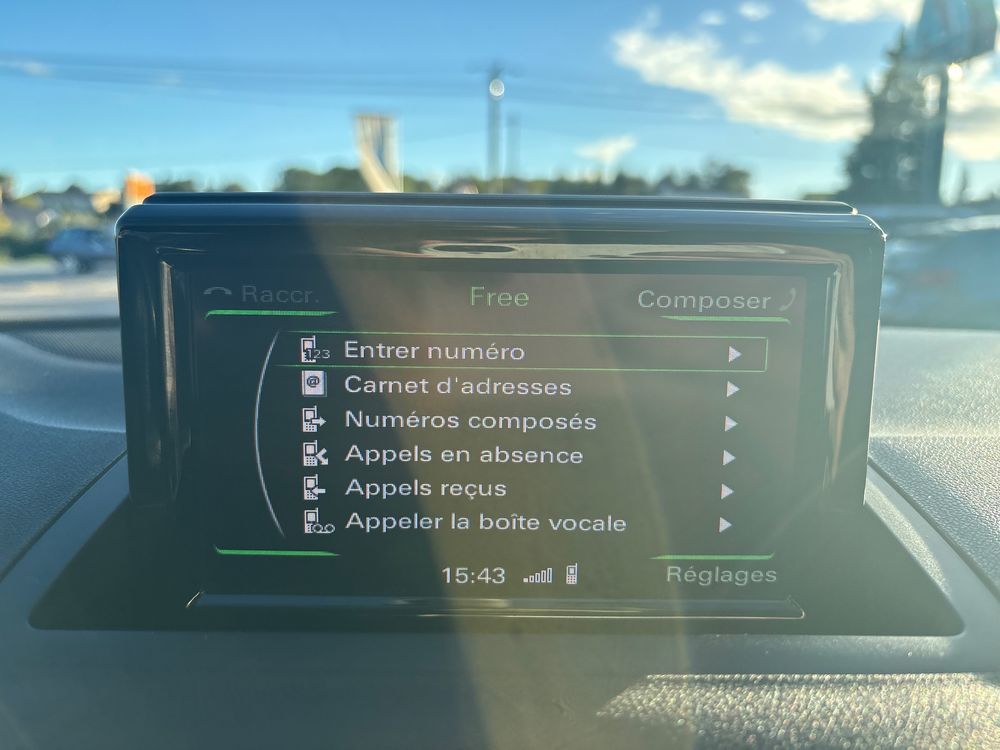 Raccr. Free Composer
123 Entrer numéro
@ Carnet d'adresses
Numéros composés
Appels en absence
Appels reçus
Appeler la boîte vocale
15:43 Réglages